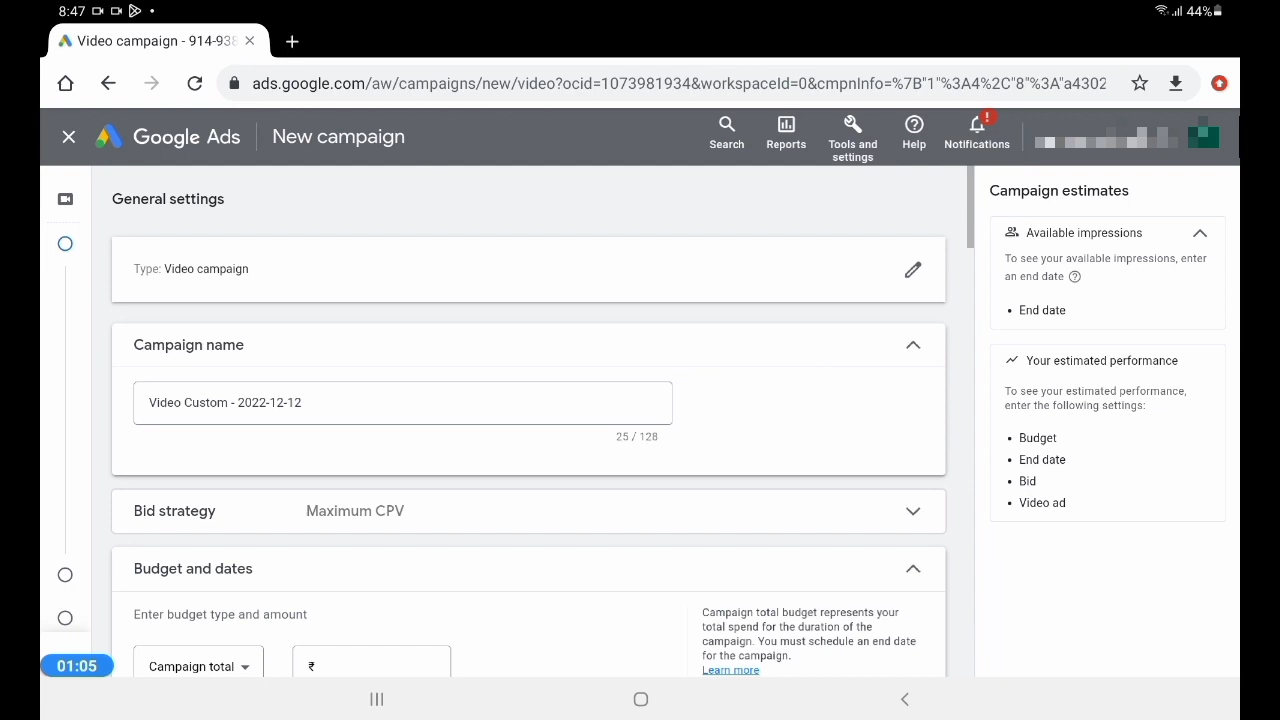 8:47
44%
Video campaign - 914-938
ads.google.com/aw/campaigns/new/video?ocid=1073981934&workspaceId=0&cmpnInfo=%7B"1"%3A4%2C"8"%3A"a4302
Google Ads
New campaign
Search
Reports
Tools and
settings
Help
Notifications
General settings
Type: Video campaign
Campaign name
Video Custom - 2022-12-12
25 / 128
Bid strategy
Maximum CPV
Budget and dates
Enter budget type and amount
Campaign total
₹
Campaign total budget represents your
total spend for the duration of the
campaign. You must schedule an end date
for the campaign.
Learn more
Campaign estimates
Available impressions
To see your available impressions, enter
an end date
• End date
Your estimated performance
To see your estimated performance,
enter the following settings:
• Budget
• End date
• Bid
• Video ad
01:05